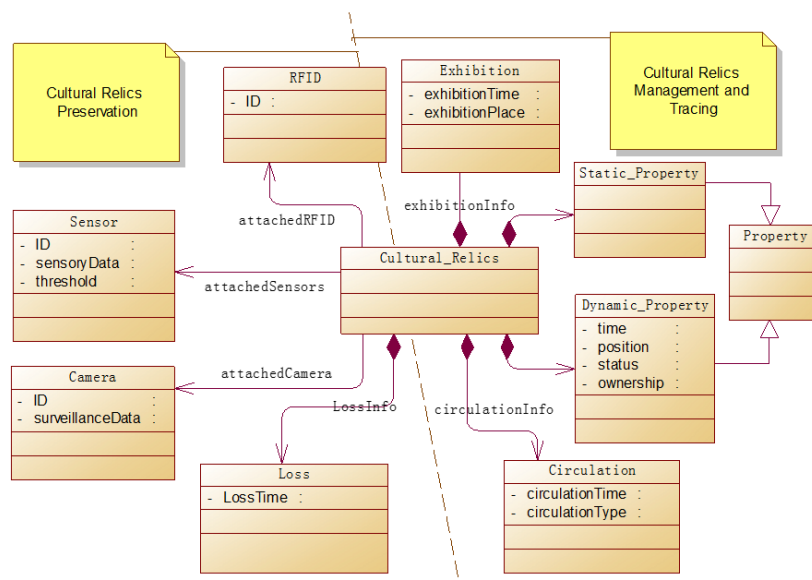 Cultural Relics
Preservation
RFID
- ID :
Exhibition
- exhibitionTime :
- exhibitionPlace :
Cultural Relics
Management and
Tracing
Static_Property
exhibitionInfo
attachedRFID
Sensor
- ID :
- sensoryData :
- threshold :
Property
Cultural_Relics
attachedSensors
Dynamic_Property
- time :
- position :
- status :
- ownership :
Camera
- ID :
- surveillanceData :
attachedCamera
LossInfo
circulationInfo
Loss
- LossTime :
Circulation
- circulationTime :
- circulationType :